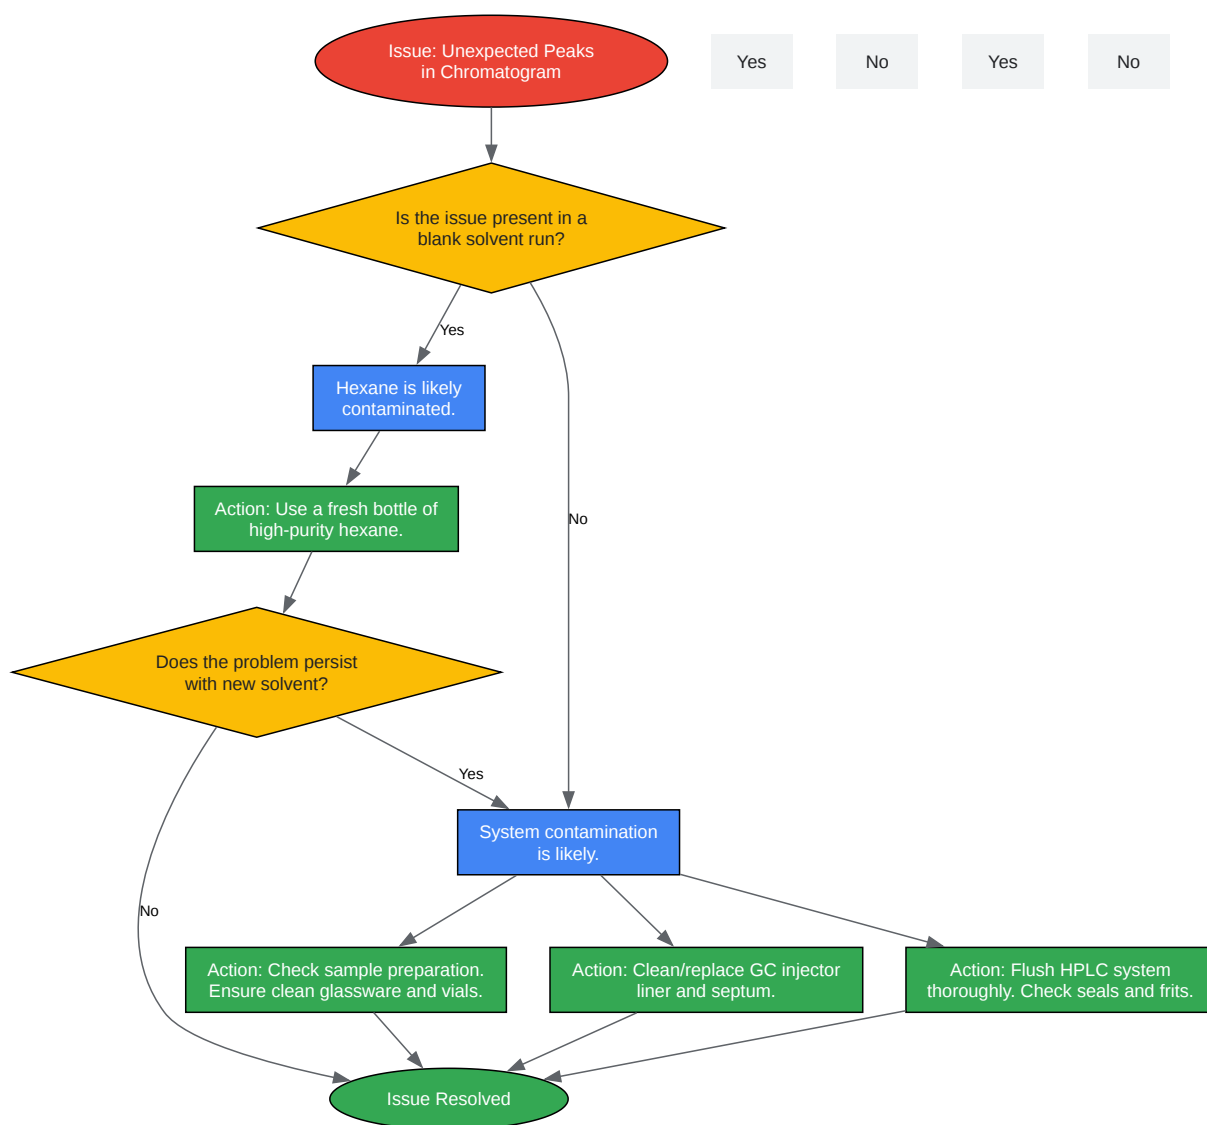 Issue: Unexpected Peaks
in Chromatogram
Yes
No
Yes
No
Is the issue present in a
blank solvent run?
Yes
Hexane is likely
contaminated.
Action: Use a fresh bottle of
high-purity hexane.
No
Does the problem persist
with new solvent?
Yes
System contamination
is likely.
No
Action: Check sample preparation.
Ensure clean glassware and vials.
Action: Clean/replace GC injector
liner and septum.
Action: Flush HPLC system
thoroughly. Check seals and frits.
Issue Resolved